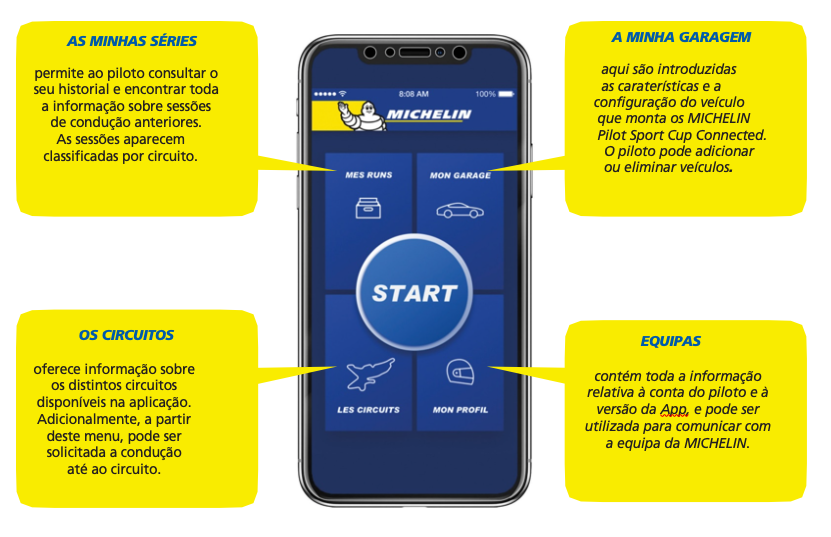 AS MINHAS SÉRIES
permite ao piloto consultar o
seu historial e encontrar toda
a informação sobre sessões
de condução anteriores.
As sessões aparecem
classificadas por circuito.
A MINHA GARAGEM
aqui são introduzidas
as caraterísticas e a
configuração do veículo
que monta os MICHELIN
Pilot Sport Cup Connected.
O piloto pode adicionar
ou eliminar veículos.
8:08 AM
100%
MICHELIN
MES RUNS
MON GARAGE
START
LES CIRCUITS
MON PROFIL
OS CIRCUITOS
oferece informação sobre
os distintos circuitos
disponíveis na aplicação.
Adicionalmente, a partir
deste menu, pode ser
solicitada a condução
até ao circuito.
EQUIPAS
contém toda a informação
relativa à conta do piloto e à
versão da App, e pode ser
utilizada para comunicar com
a equipa da MICHELIN.